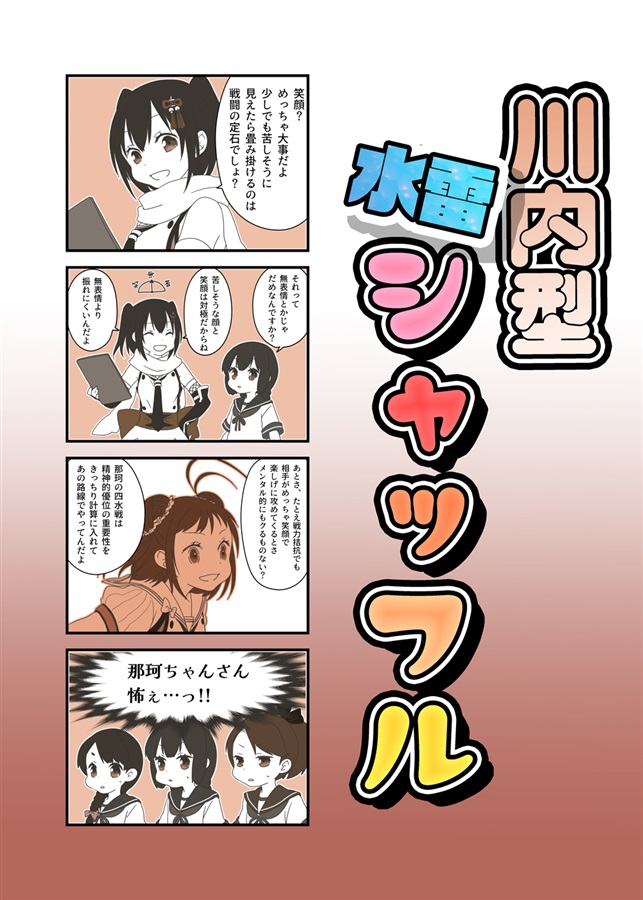 川内型
水雷
シャッフル
笑顔?
めっちゃ大事だよ
少しでも苦しそうに
見えたら畳み掛けるのは
戦闘の定石でしょ?
それって
無表情とかじゃ
だめなんですか?
苦しそうな顔と
笑顔は対極だからね
無表情より
振れにくいんだよ
あとさ、たとえ戦力拮抗でも
相手がめっちゃ笑顔で
楽しげに攻めてくるとさ
メンタル的にもクるものない?
那珂の四水戦は
精神的優位の重要性を
きっちり計算に入れて
あの路線でやってんだよ
那珂ちゃんさん
怖ぇ…っ!!